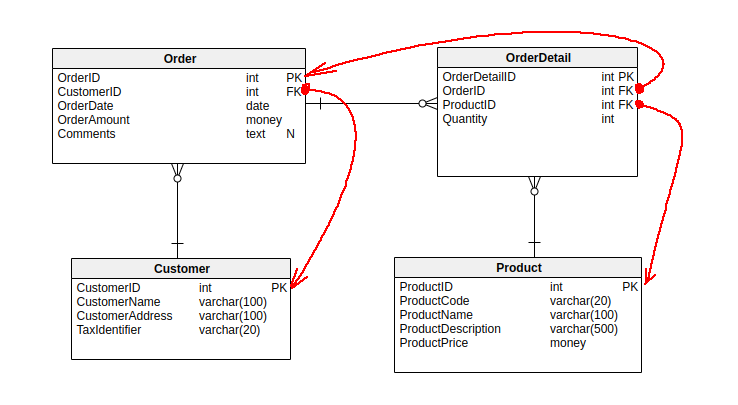 Order
OrderID int PK
CustomerID int FK
OrderDate date
OrderAmount money
Comments text N
OrderDetail
OrderDetailID int PK
OrderID int FK
ProductID int FK
Quantity int
Customer
CustomerID int PK
CustomerName varchar(100)
CustomerAddress varchar(100)
TaxIdentifier varchar(20)
Product
ProductID int PK
ProductCode varchar(20)
ProductName varchar(100)
ProductDescription varchar(500)
ProductPrice money